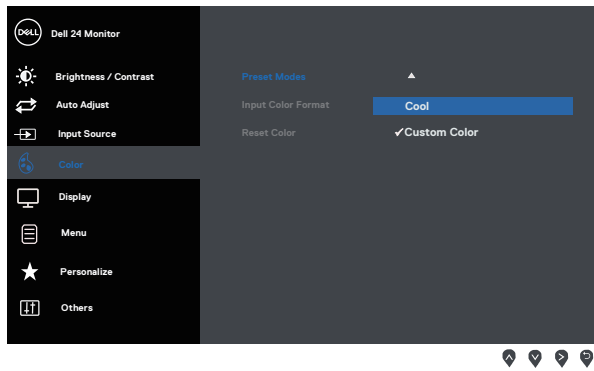 DELL Dell 24 Monitor
Brightness / Contrast
Auto Adjust
Input Source
Color
Display
Menu
Personalize
Others
Preset Modes
Input Color Format
Cool
Reset Color
✓Custom Color